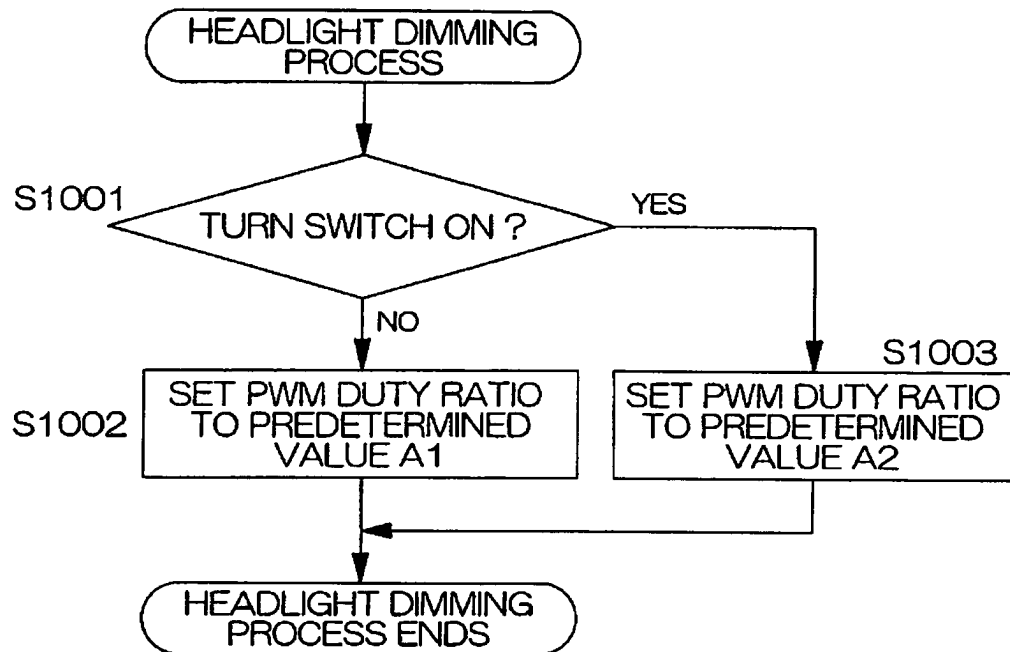 HEADLIGHT DIMMING
PROCESS
S1001
TURN SWITCH ON ?
YES
NO
S1002
SET PWM DUTY RATIO
TO PREDETERMINED
VALUE A1
S1003
SET PWM DUTY RATIO
TO PREDETERMINED
VALUE A2
HEADLIGHT DIMMING
PROCESS ENDS